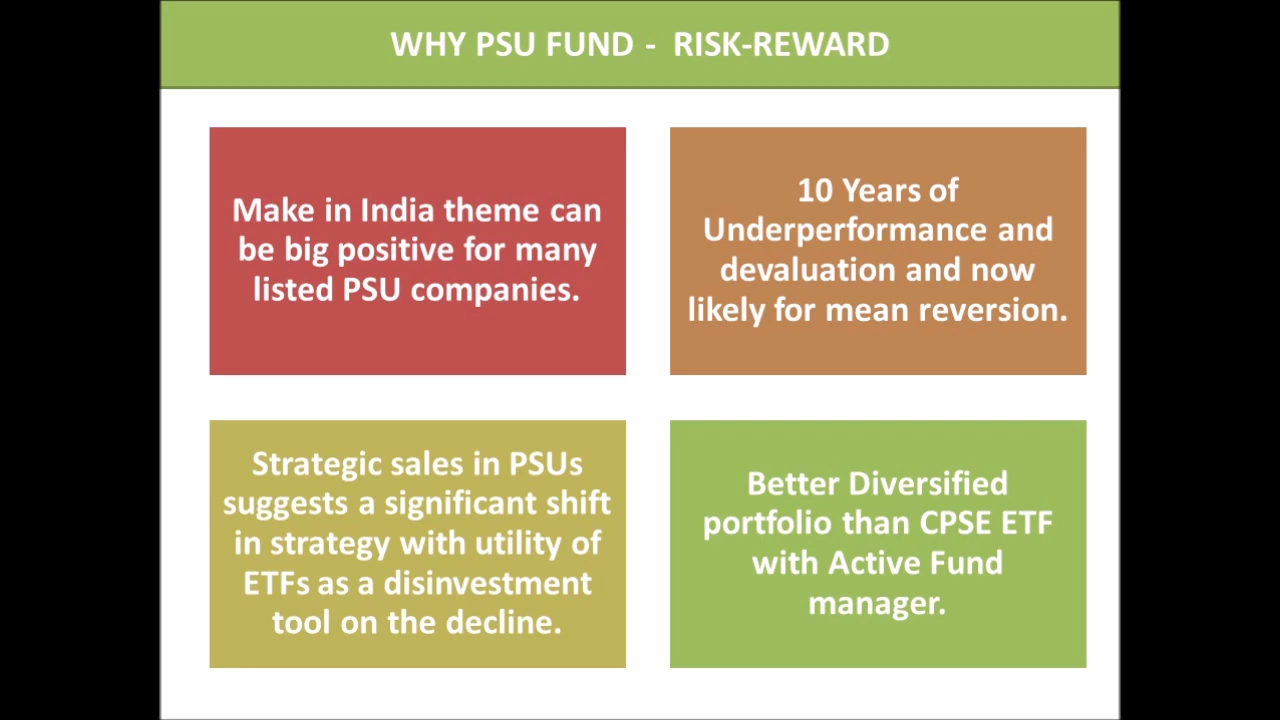 WHY PSU FUND - RISK-REWARD
Make in India theme can
be big positive for many
listed PSU companies.
10 Years of
Underperformance and
devaluation and now
likely for mean reversion.
Strategic sales in PSUs
suggests a significant shift
in strategy with utility of
ETFs as a disinvestment
tool on the decline.
Better Diversified
portfolio than CPSE ETF
with Active Fund
manager.